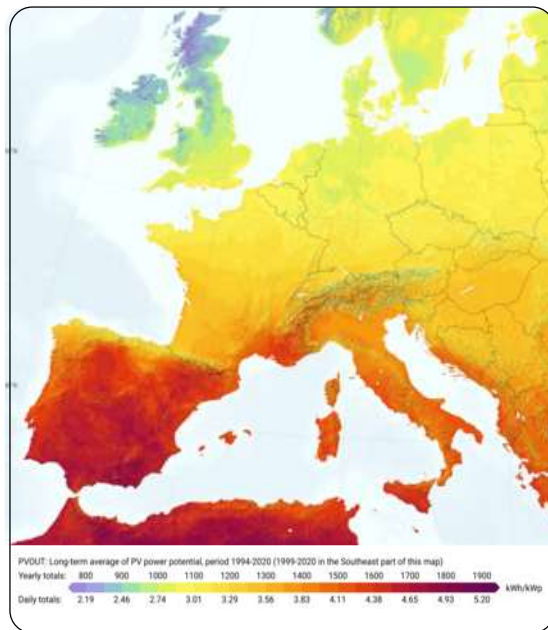 PVOUT: Long-term average of PV power potential, period 1994-2020 (1999-2020 in the Southeast part of this map)
Yearly totals: 800 900 1000 1100 1200 1300 1400 1500 1600 1700 1800 1900
kWh/kWp
Daily totals: 2.19 2.46 2.74 3.01 3.29 3.56 3.83 4.11 4.38 4.65 4.93 5.20